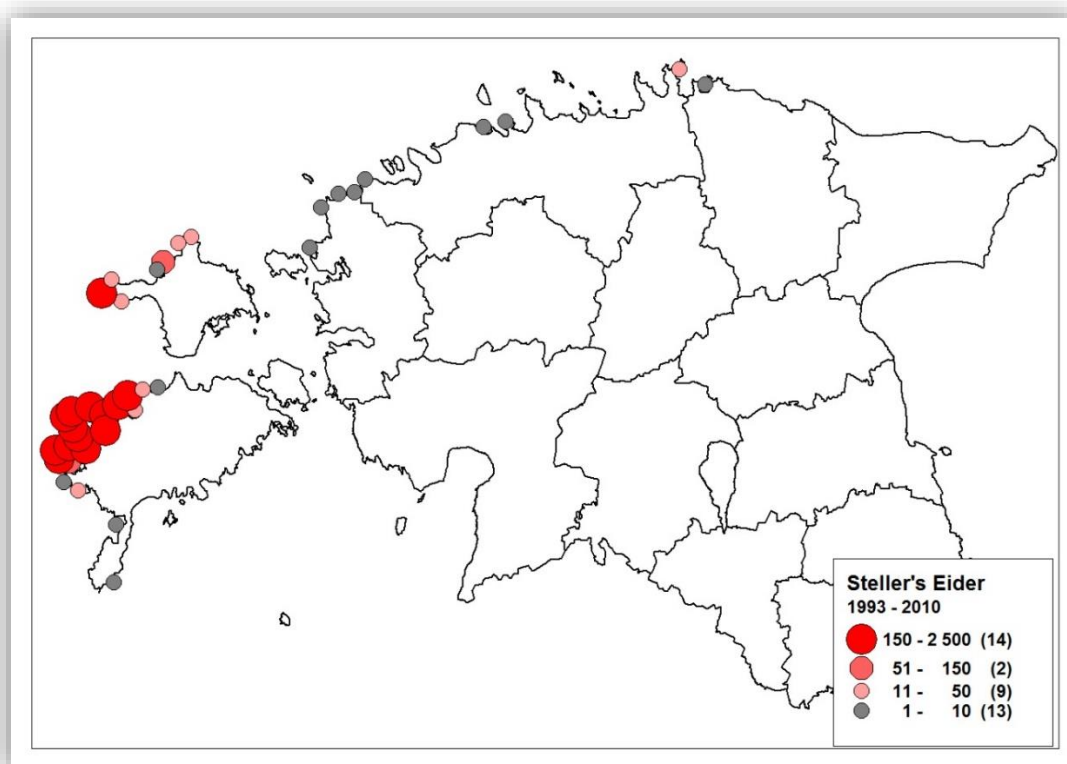 Steller's Eider
1993 - 2010
150 - 2 500 (14)
51 - 150 (2)
11 - 50 (9)
1 - 10 (13)